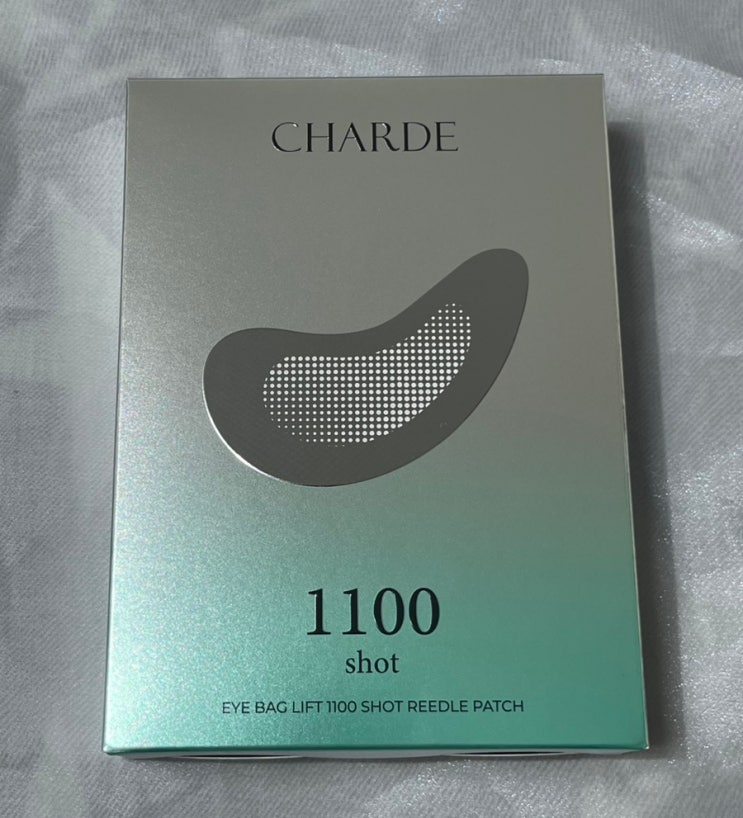 CHARDE
1100
shot
EYE BAG LIFT 1100 SHOT REEDLE PATCH